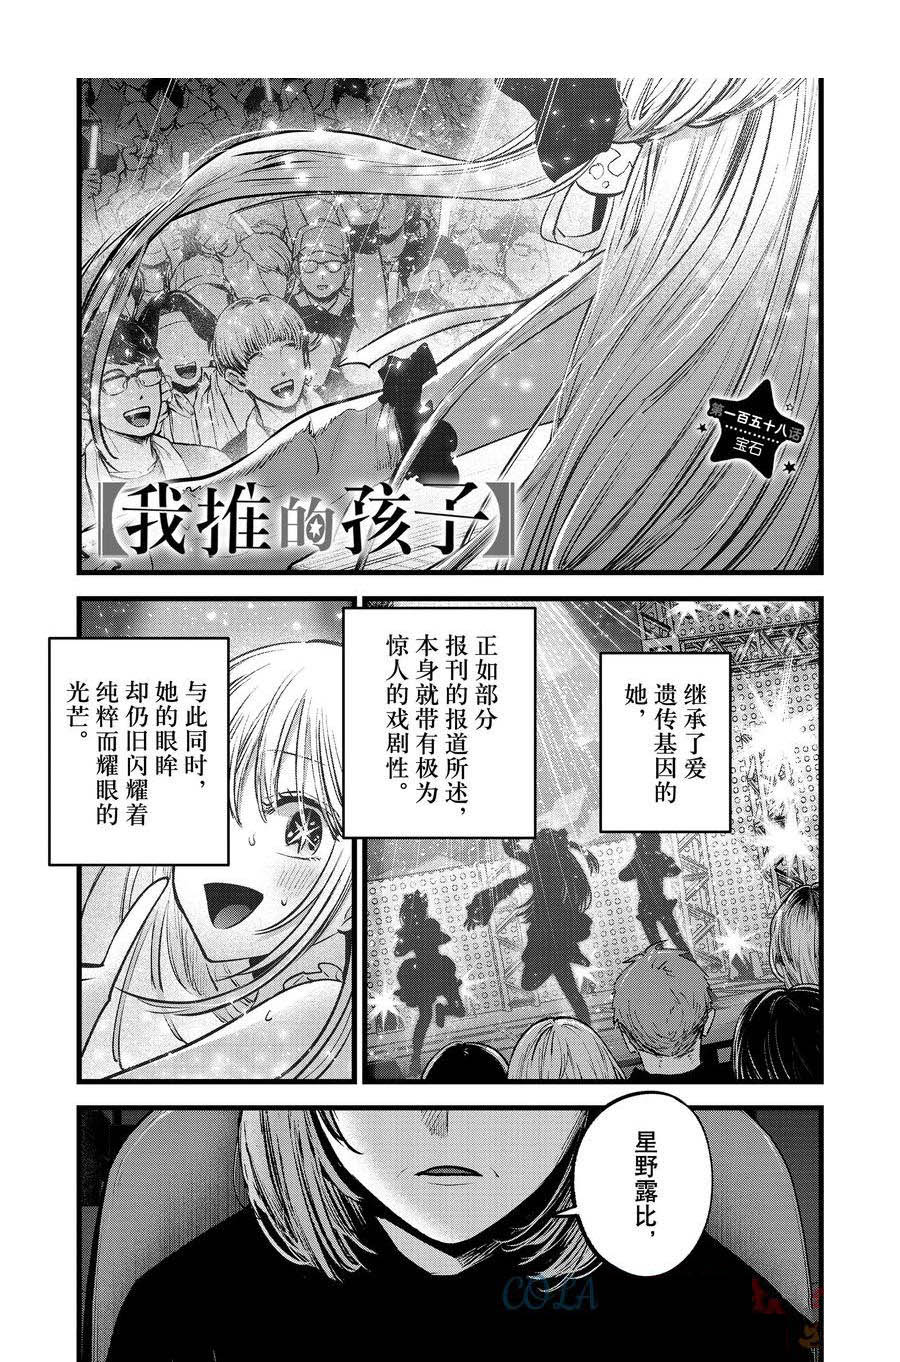 第一百五十八话
宝石
【我推的孩子】
继承了爱
遗传基因的
她，
正如部分
报刊的报道所述，
本身就带有极为
惊人的戏剧性。
与此同时，
她的眼眸
却仍旧闪耀着
纯粹而耀眼的
光芒。
星野露比，
COLA